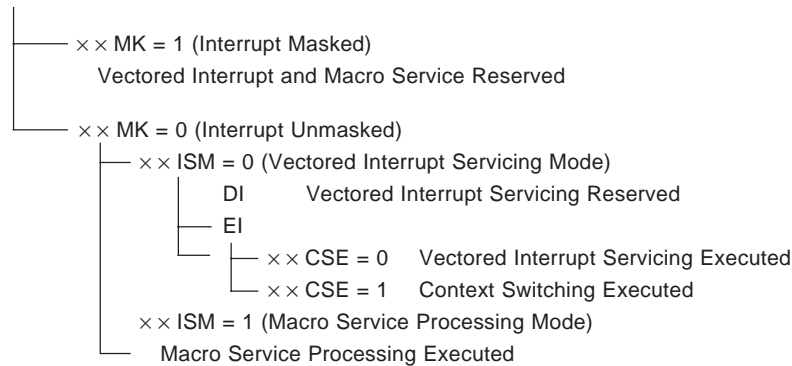 ×× MK = 1 (Interrupt Masked)
Vectored Interrupt and Macro Service Reserved
×× MK = 0 (Interrupt Unmasked)
×× ISM = 0 (Vectored Interrupt Servicing Mode)
DI Vectored Interrupt Servicing Reserved
EI
×× CSE = 0 Vectored Interrupt Servicing Executed
×× CSE = 1 Context Switching Executed
×× ISM = 1 (Macro Service Processing Mode)
Macro Service Processing Executed